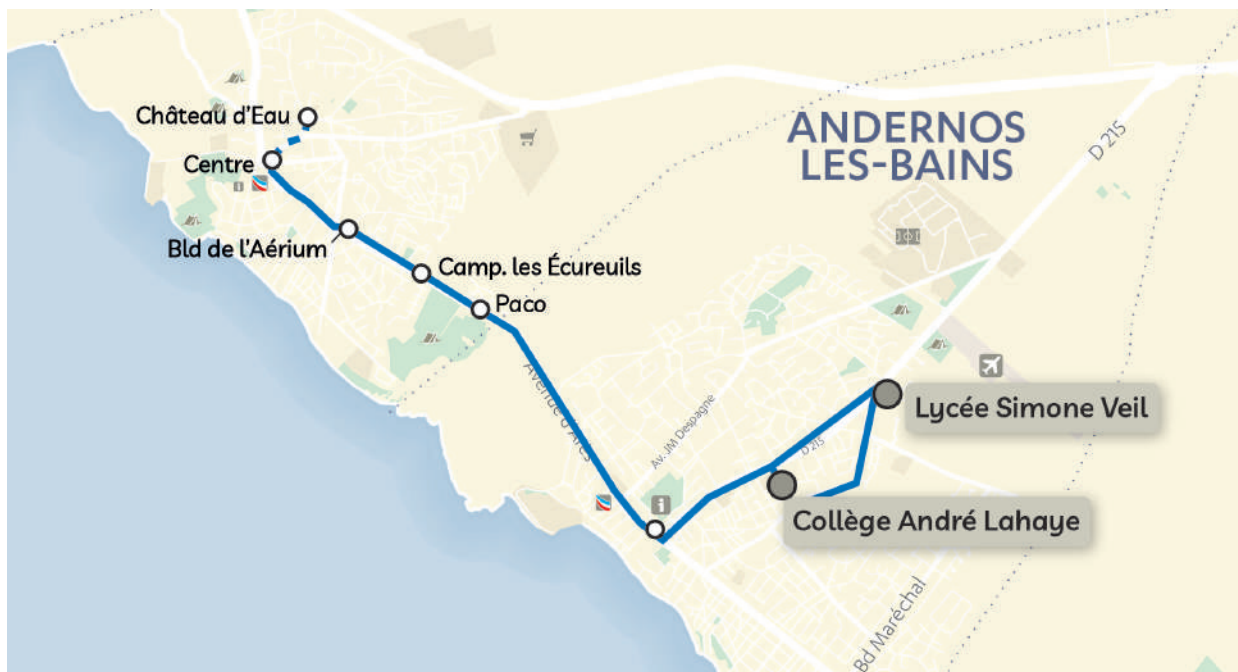 Château d'Eau
Centre
Bld de l'Aérium
Camp. les Écureuils
Paco
ANDERNOS
LES-BAINS
D 215
Avenue d'Arès
Av. JM Despagne
D 215
Lycée Simone Veil
Collège André Lahaye
Bd Maréchal
i
i